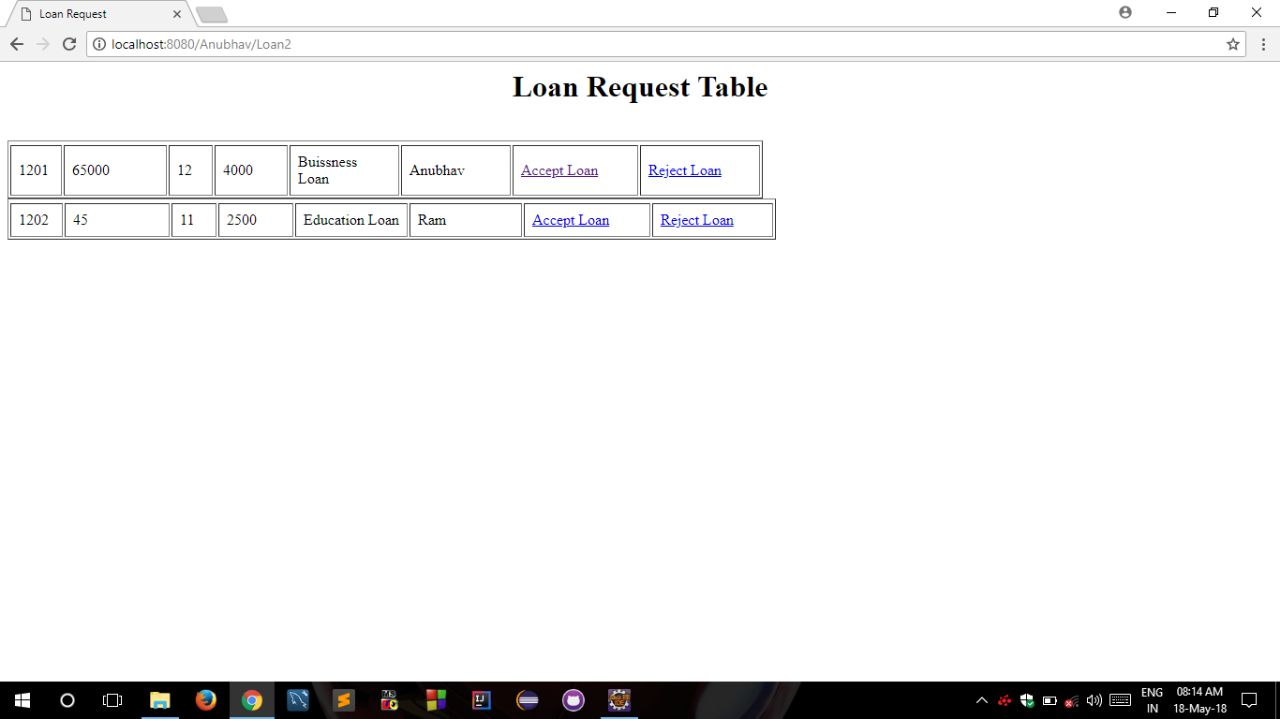 Loan Request
localhost:8080/Anubhav/Loan2
Loan Request Table
1201 65000 12 4000 Buissness Loan Anubhav Accept Loan Reject Loan
1202 45 11 2500 Education Loan Ram Accept Loan Reject Loan
ENG 08:14 AM
IN 18-May-18